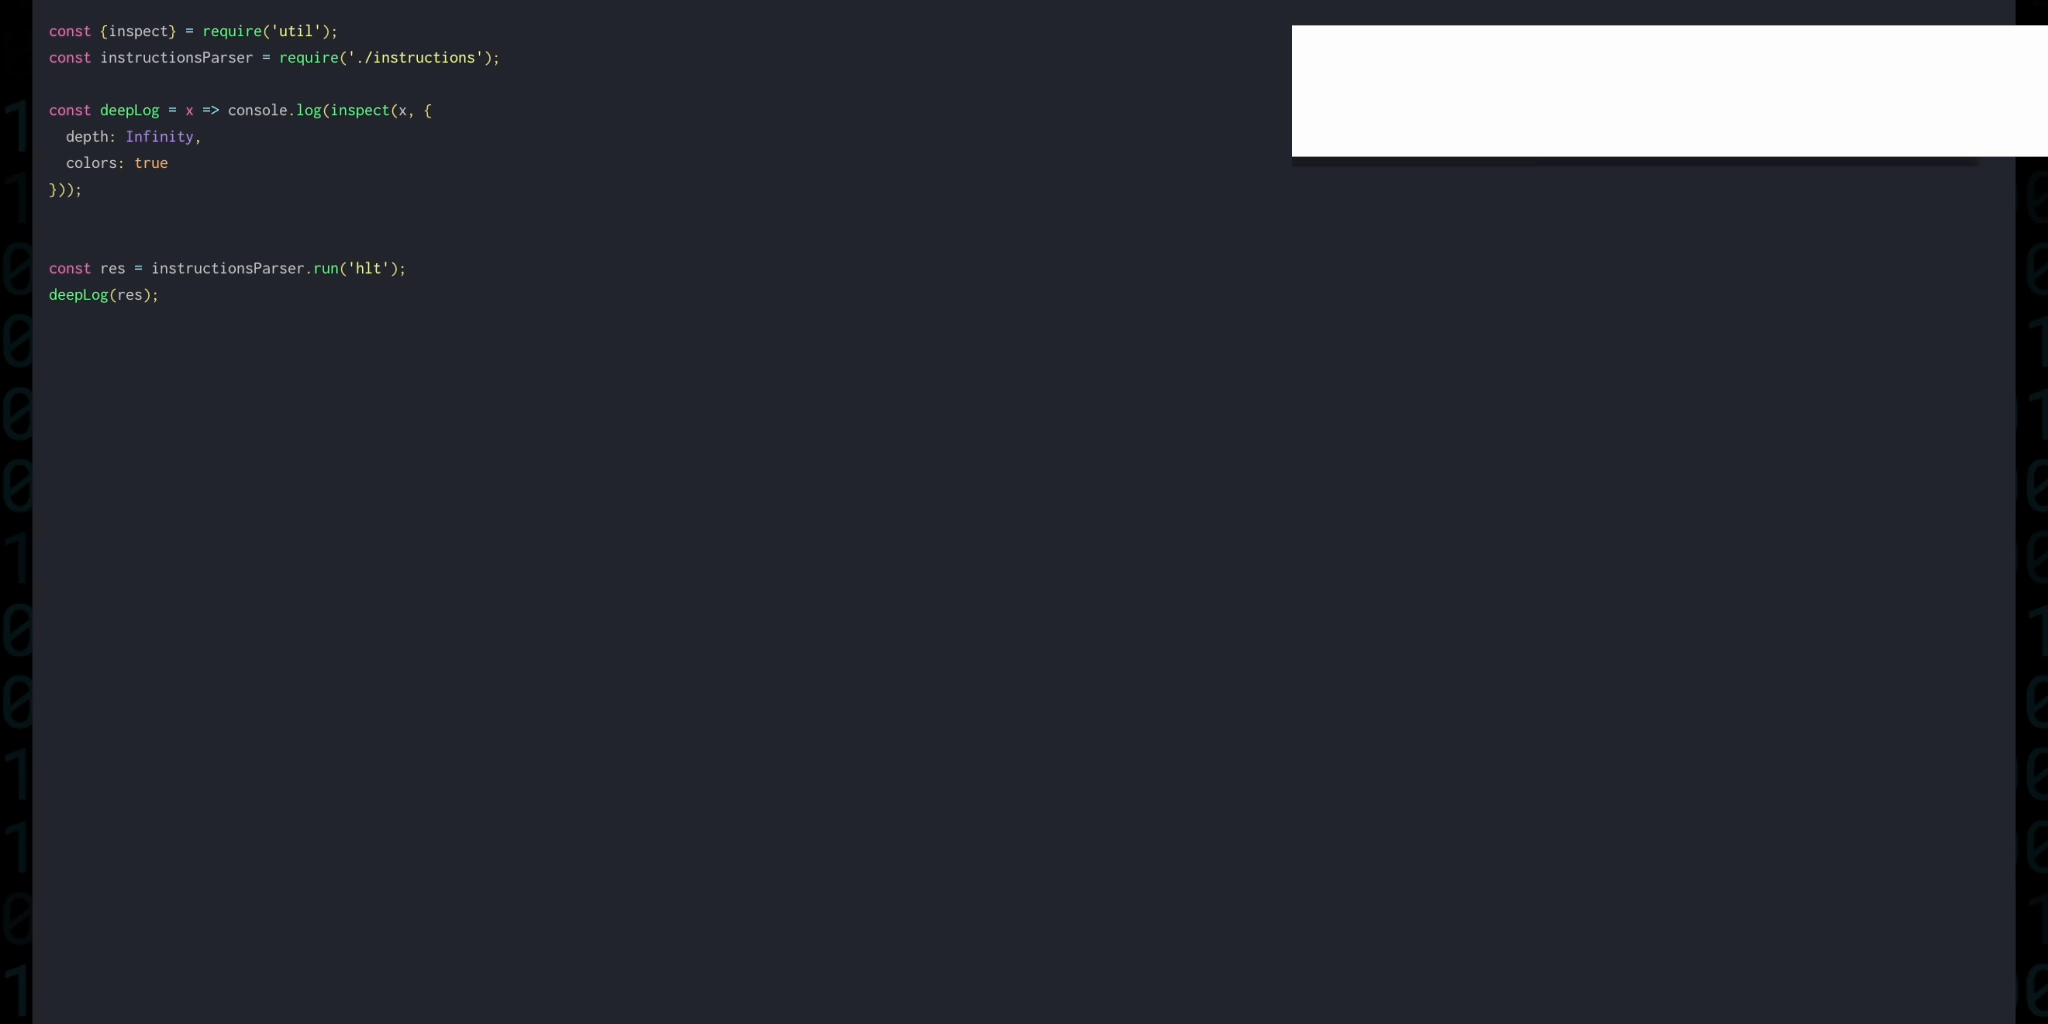 const {inspect} = require('util');
const instructionsParser = require('./instructions');
const deepLog = x => console.log(inspect(x, {
  depth: Infinity,
  colors: true
}));
const res = instructionsParser.run('hlt');
deepLog(res);